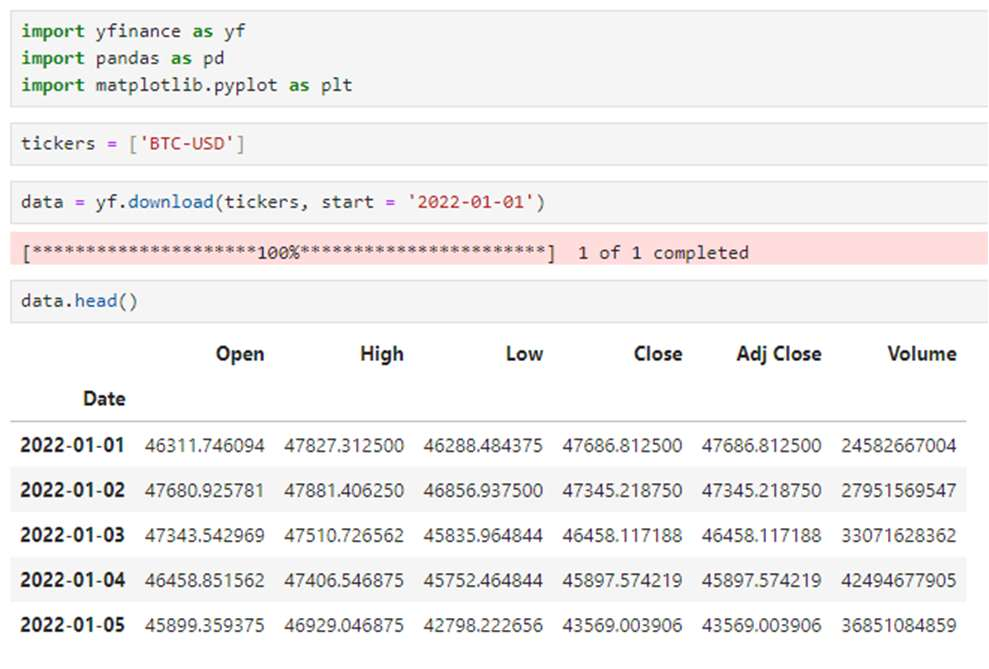 import yfinance as yf
import pandas as pd
import matplotlib.pyplot as plt
tickers = ['BTC-USD']
data = yf.download(tickers, start = '2022-01-01')
[*********************100%***********************]  1 of 1 completed
data.head()
Open High Low Close Adj Close Volume
Date
2022-01-01 46311.746094 47827.312500 46288.484375 47686.812500 47686.812500 24582667004
2022-01-02 47680.925781 47881.406250 46856.937500 47345.218750 47345.218750 27951569547
2022-01-03 47343.542969 47510.726562 45835.964844 46458.117188 46458.117188 33071628362
2022-01-04 46458.851562 47406.546875 45752.464844 45897.574219 45897.574219 42494677905
2022-01-05 45899.359375 46929.046875 42798.222656 43569.003906 43569.003906 36851084859